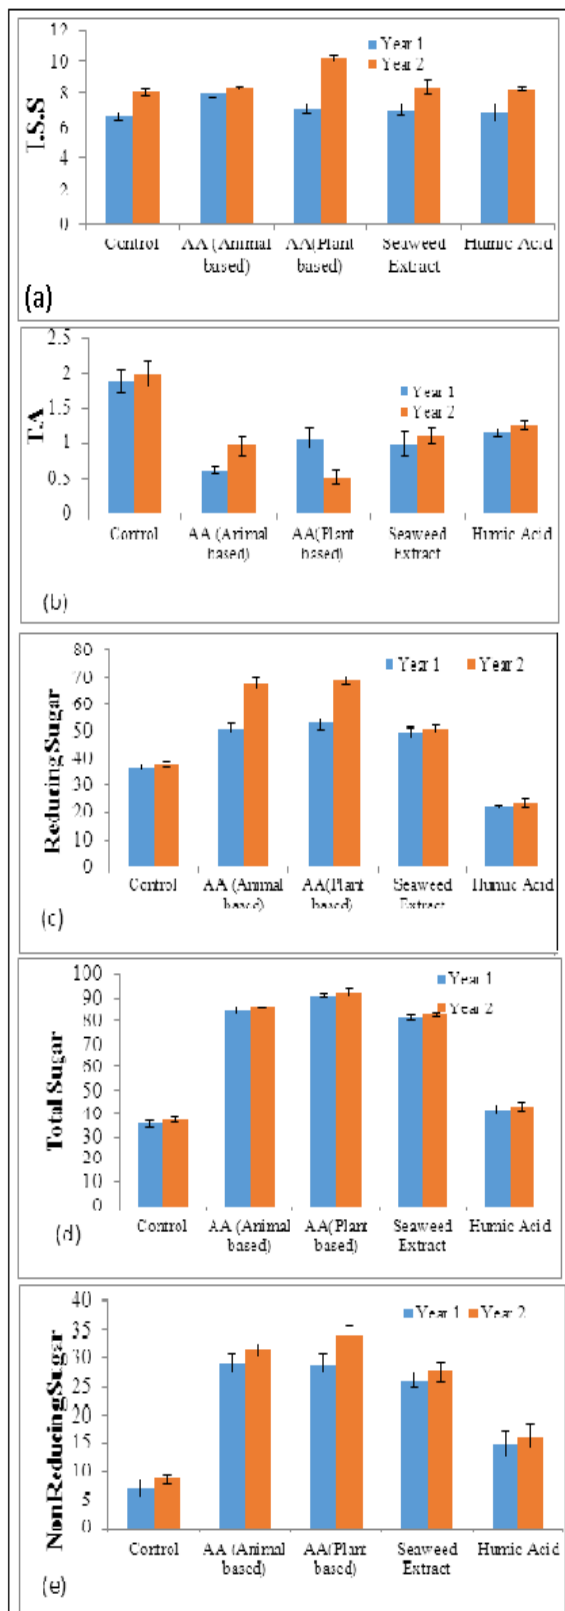 12
10
8
6
4
2
0
T.S.S
Year 1
Year 2
Control
AA (Animal based)
AA(Plant based)
Seaweed Extract
Humic Acid
(a)
2.5
2
1.5
1
0.5
0
TA
Year 1
Year 2
Control
AA (Animal based)
AA(Plant based)
Seaweed Extract
Humic Acid
(b)
80
70
60
50
40
30
20
10
0
Reducing Sugar
Year 1
Year 2
Control
AA (Animal based)
AA(Plant based)
Seaweed Extract
Humic Acid
(c)
100
90
80
70
60
50
40
30
20
10
0
Total Sugar
Year 1
Year 2
Control
AA (Animal based)
AA(Plant based)
Seaweed Extract
Humic Acid
(d)
40
35
30
25
20
15
10
5
0
Non Reducing Sugar
Year 1
Year 2
Control
AA (Animal based)
AA(Plant based)
Seaweed Extract
Humic Acid
(e)